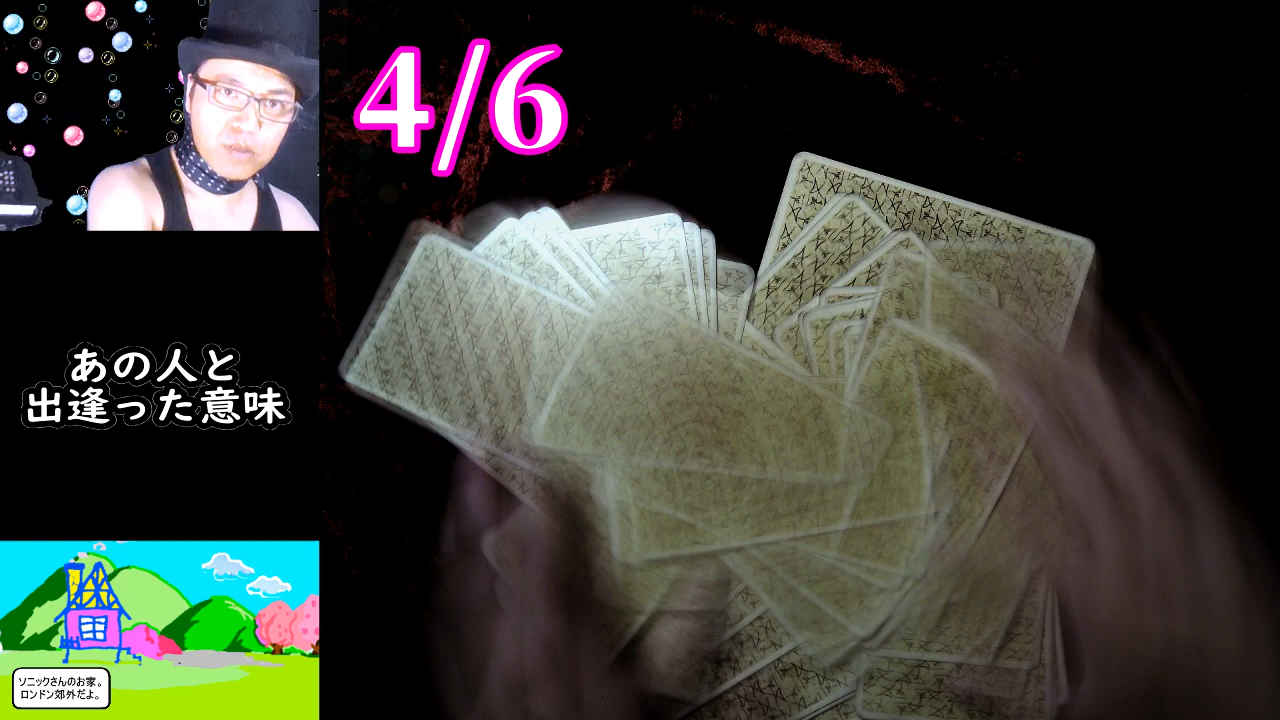 4/6
あの人と
出逢った意味
ソニックさんのお家。
ロンドン郊外だよ。